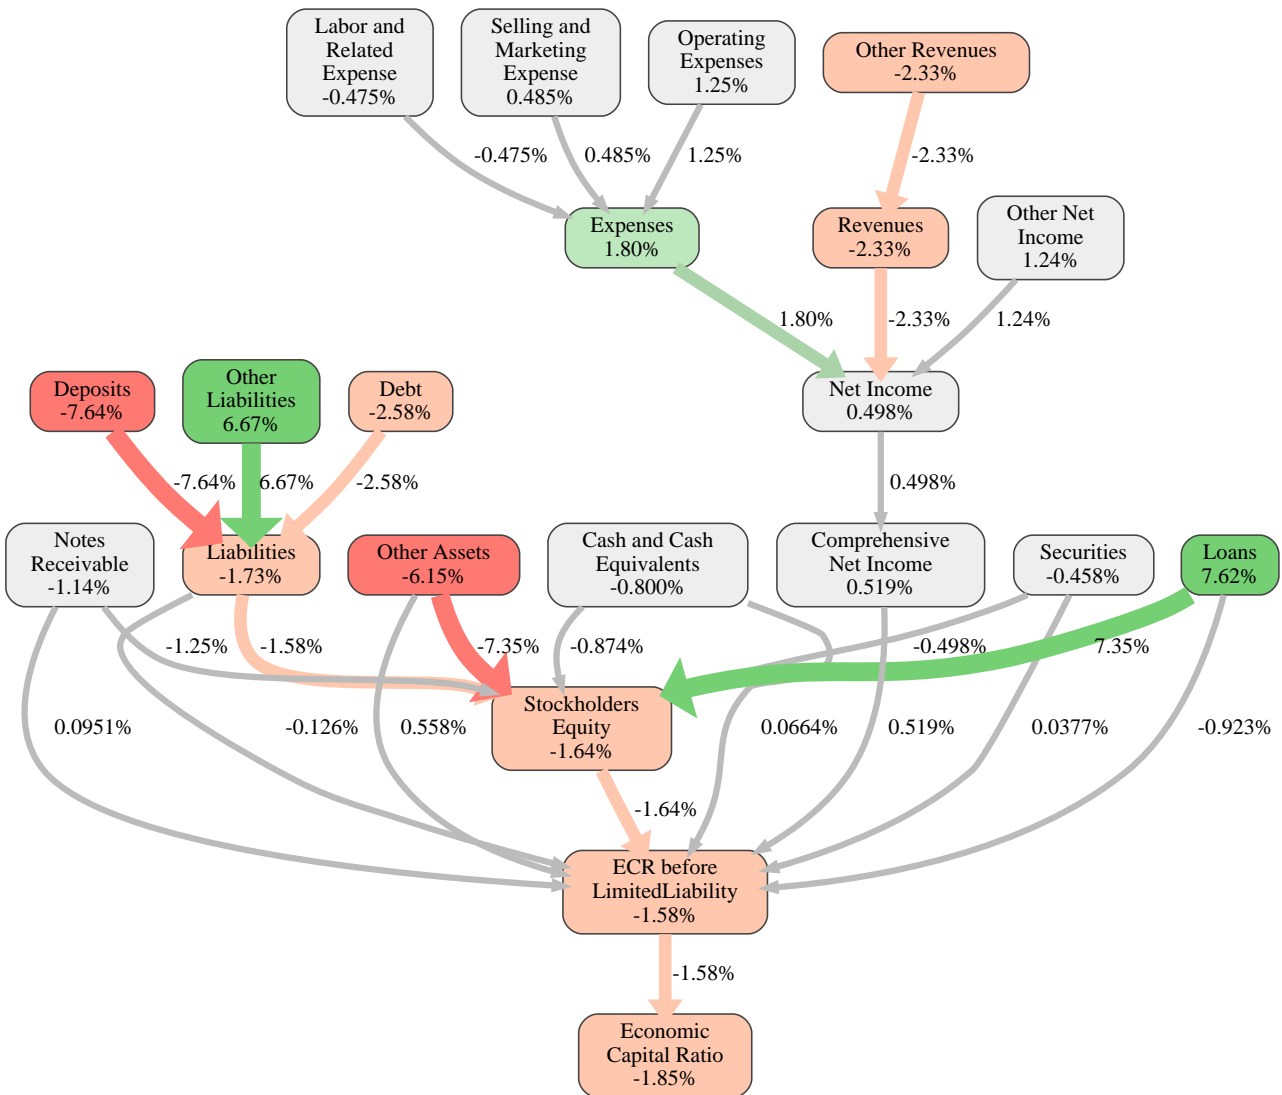 Labor and
Related
Expense
-0.475%
Selling and
Marketing
Expense
0.485%
Operating
Expenses
1.25%
Other Revenues
-2.33%
-0.475%
0.485%
1.25%
-2.33%
Expenses
1.80%
Revenues
-2.33%
Other Net
Income
1.24%
1.80%
-2.33%
1.24%
Deposits
-7.64%
Other
Liabilities
6.67%
Debt
-2.58%
Net Income
0.498%
-7.64%
6.67%
-2.58%
0.498%
Notes
Receivable
-1.14%
Liabilities
-1.73%
Other Assets
-6.15%
Cash and Cash
Equivalents
-0.800%
Comprehensive
Net Income
0.519%
Securities
-0.458%
Loans
7.62%
-1.25%
-1.58%
-7.35%
-0.874%
-0.498%
7.35%
Stockholders
Equity
-1.64%
0.0951%
-0.126%
0.558%
0.0664%
0.519%
0.0377%
-0.923%
-1.64%
ECR before
LimitedLiability
-1.58%
-1.58%
Economic
Capital Ratio
-1.85%